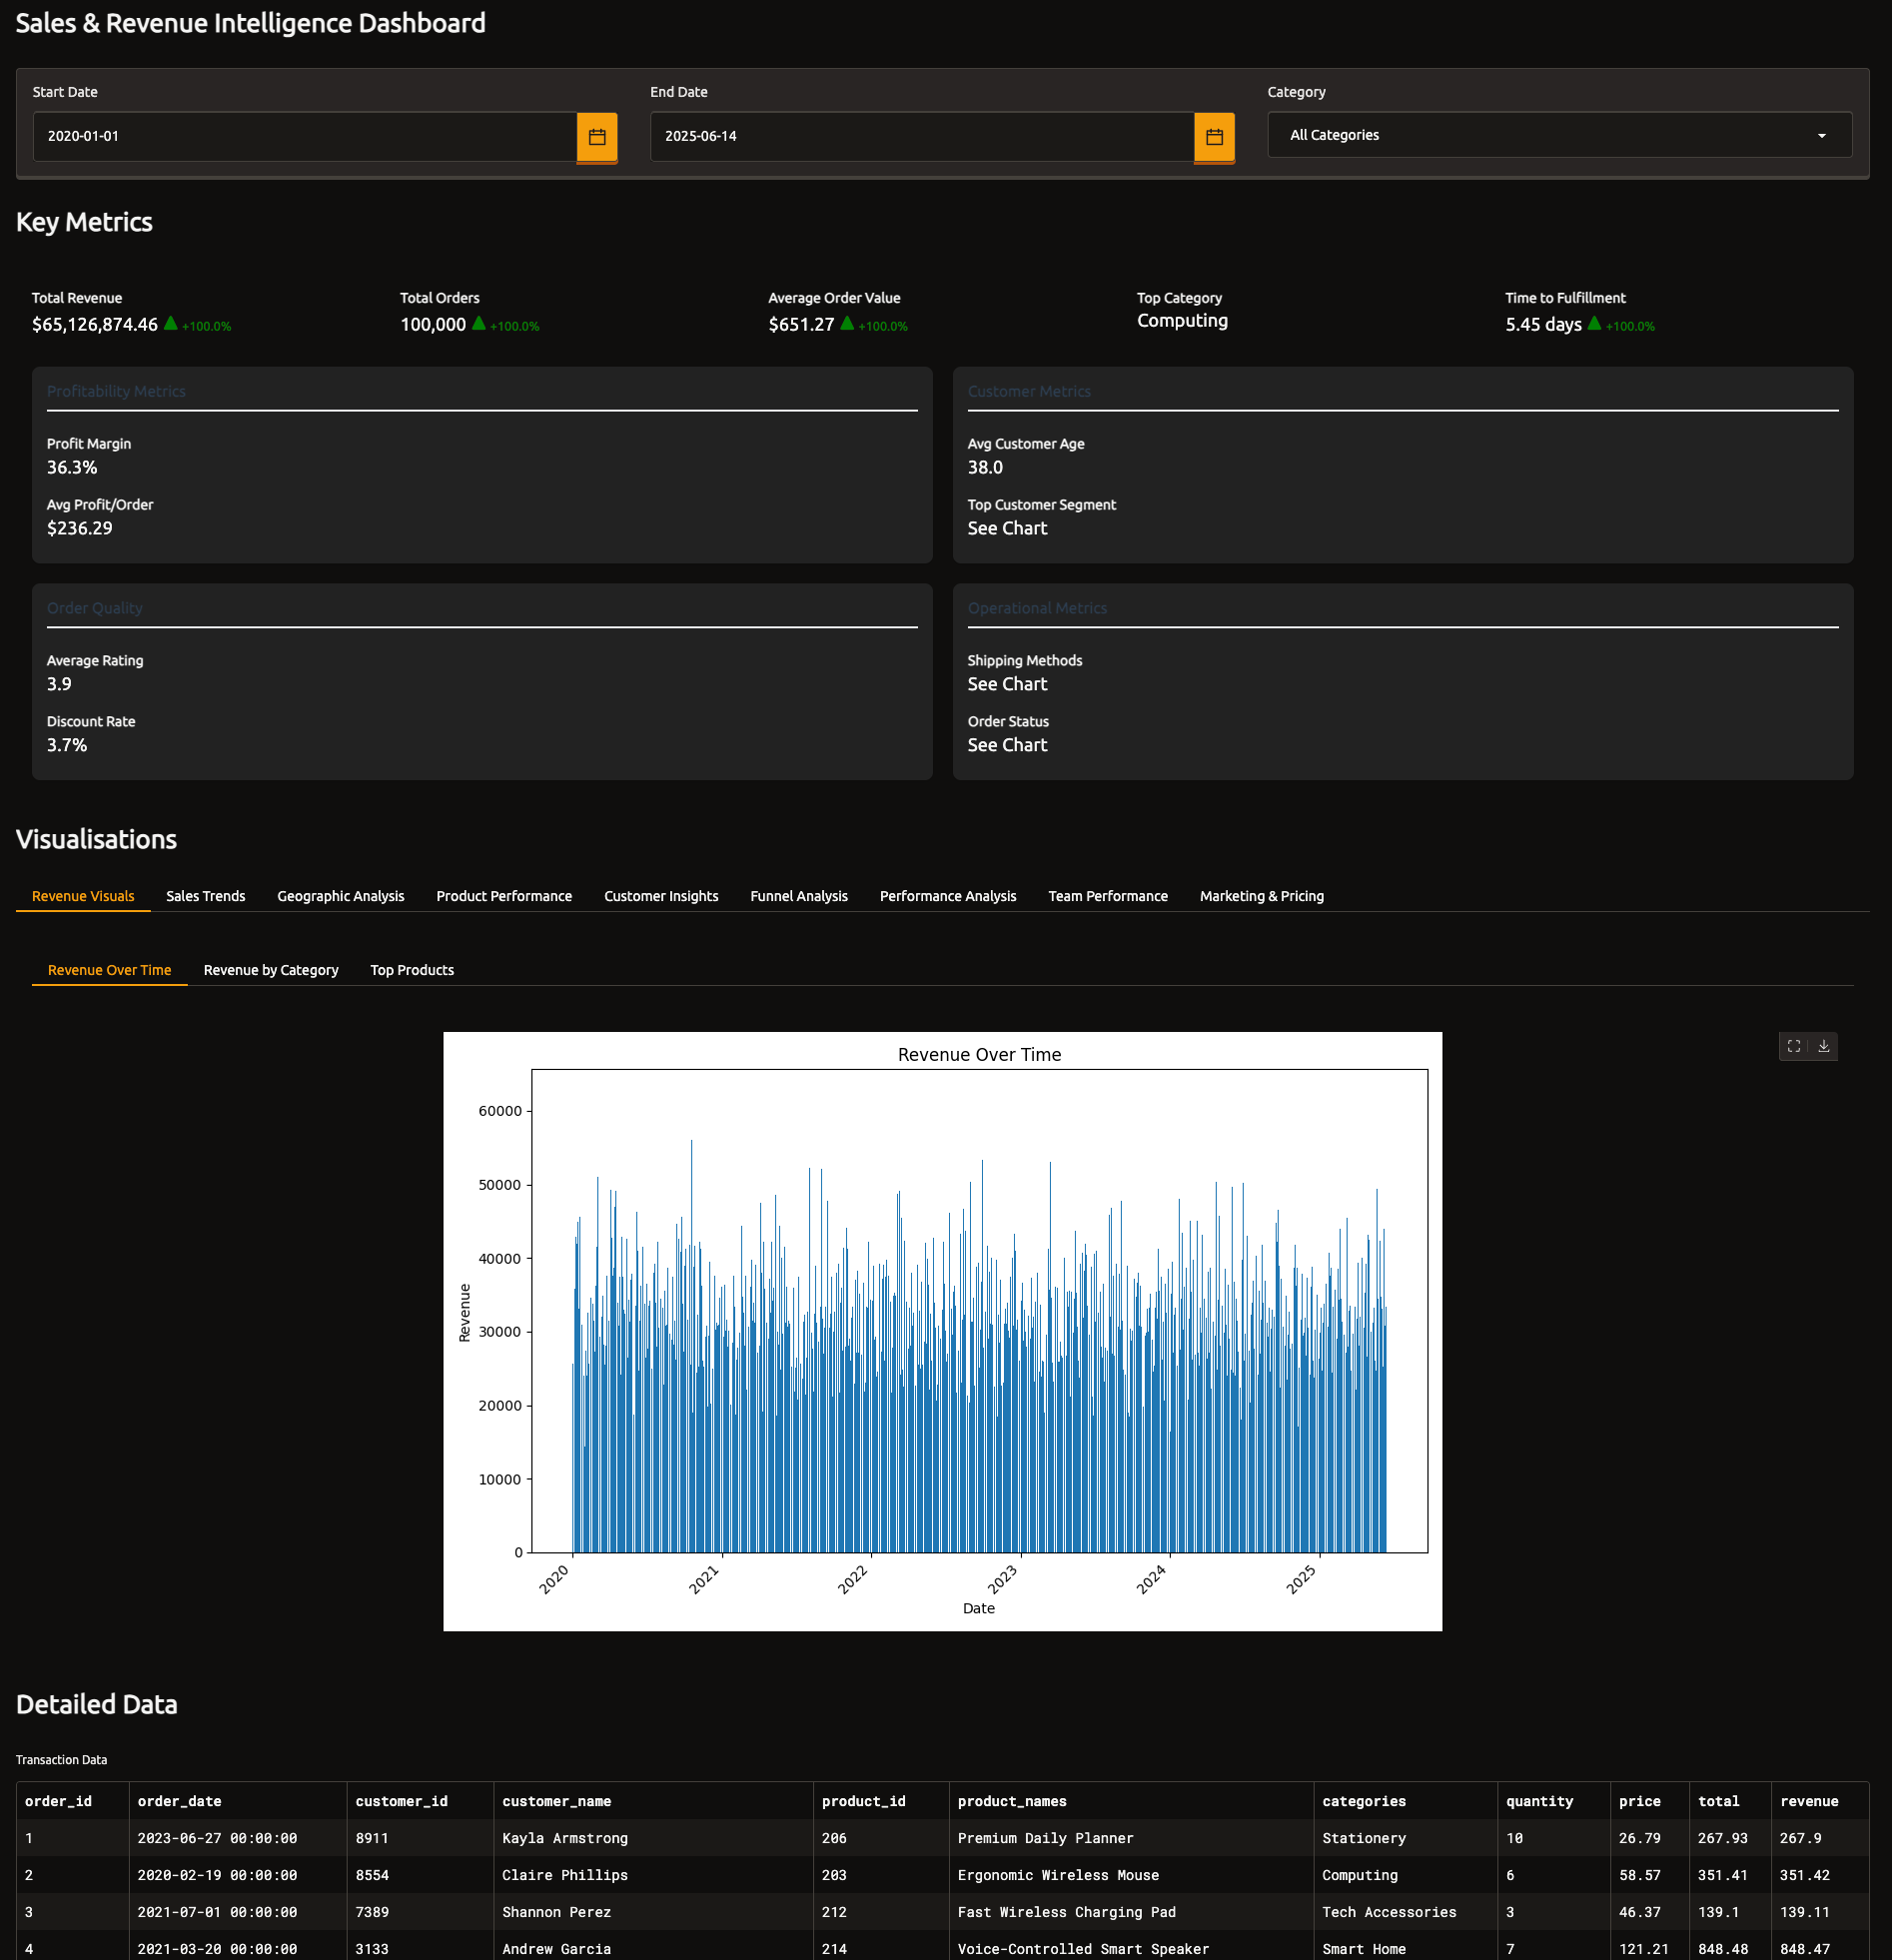 Sales & Revenue Intelligence Dashboard
Start Date End Date Category
2020-01-01 2025-06-14 All Categories
Key Metrics
Total Revenue Total Orders Average Order Value Top Category Time to Fulfillment
$65,126,874.46 ▲ +100.0% 100,000 ▲ +100.0% $651.27 ▲ +100.0% Computing 5.45 days ▲ +100.0%
Profitability Metrics
Profit Margin
36.3%
Avg Profit/Order
$236.29
Customer Metrics
Avg Customer Age
38.0
Top Customer Segment
See Chart
Order Quality
Average Rating
3.9
Discount Rate
3.7%
Operational Metrics
Shipping Methods
See Chart
Order Status
See Chart
Visualisations
Revenue Visuals Sales Trends Geographic Analysis Product Performance Customer Insights Funnel Analysis Performance Analysis Team Performance Marketing & Pricing
Revenue Over Time Revenue by Category Top Products
Revenue Over Time
60000
50000
40000
30000
20000
10000
0
Revenue
2020 2021 2022 2023 2024 2025
Date
Detailed Data
Transaction Data
order_id order_date customer_id customer_name product_id product_names categories quantity price total revenue
1 2023-06-27 00:00:00 8911 Kayla Armstrong 206 Premium Daily Planner Stationery 10 26.79 267.93 267.9
2 2020-02-19 00:00:00 8554 Claire Phillips 203 Ergonomic Wireless Mouse Computing 6 58.57 351.41 351.42
3 2021-07-01 00:00:00 7389 Shannon Perez 212 Fast Wireless Charging Pad Tech Accessories 3 46.37 139.1 139.11
4 2021-03-20 00:00:00 3133 Andrew Garcia 214 Voice-Controlled Smart Speaker Smart Home 7 121.21 848.48 848.47